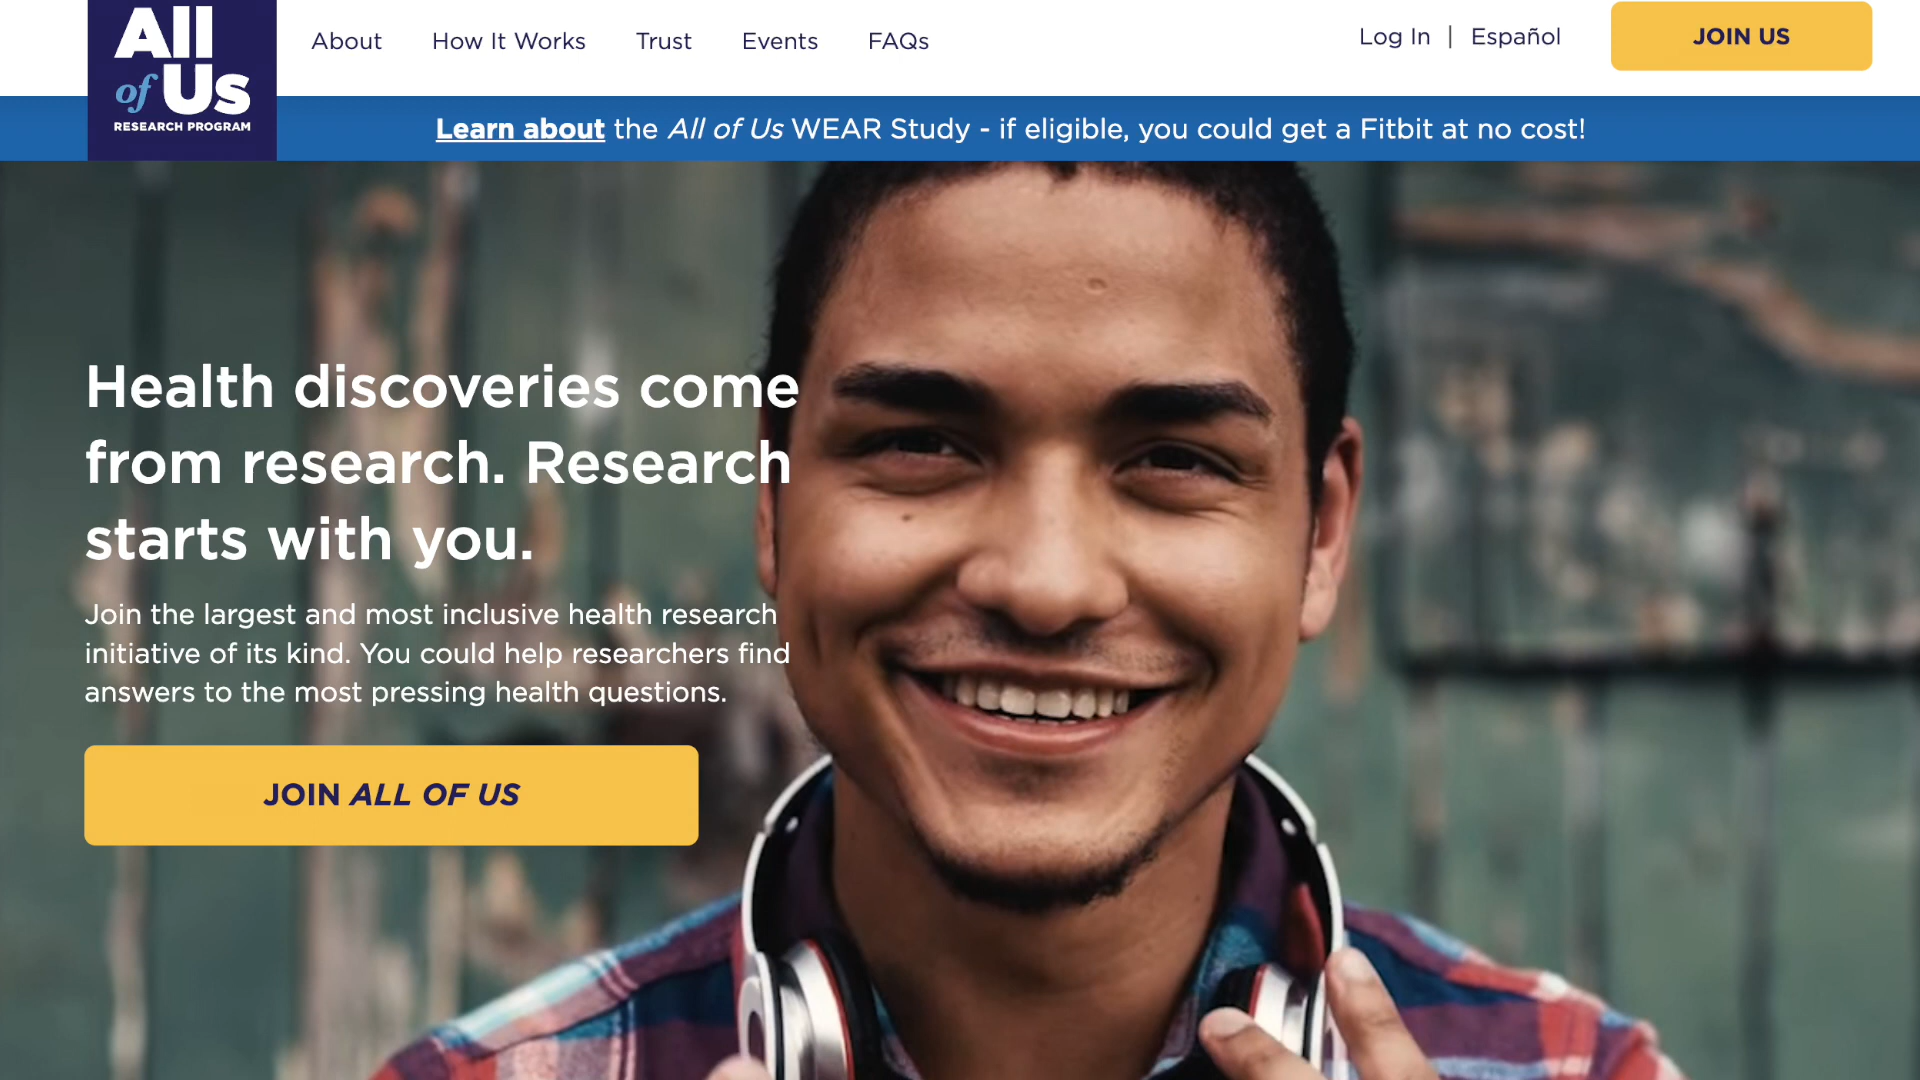 All
of Us
RESEARCH PROGRAM
About How It Works Trust Events FAQs
Log In | Español
JOIN US
Learn about the All of Us WEAR Study - if eligible, you could get a Fitbit at no cost!
Health discoveries come
from research. Research
starts with you.
Join the largest and most inclusive health research
initiative of its kind. You could help researchers find
answers to the most pressing health questions.
JOIN ALL OF US